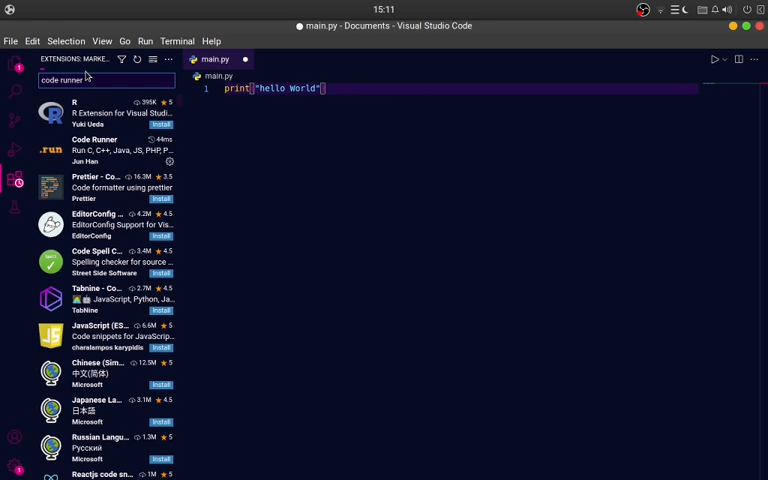 15:11
main.py - Documents - Visual Studio Code
File Edit Selection View Go Run Terminal Help
EXTENSIONS: MARKE...
main.py
code runner
main.py
1 print("hello World")
R 395K 5
R Extension for Visual Studi...
Yuki Ueda Install
Code Runner 44ms
.run Run C, C++, Java, JS, PHP, P...
Jun Han
Prettier - Co... 16.3M 3.5
Code formatter using prettier
Prettier Install
EditorConfig ... 4.2M 4.5
EditorConfig Support for Vis...
EditorConfig Install
Code Spell C... 3.4M 4.5
Spelling checker for source ...
Street Side Software Install
Tabnine - Co... 2.7M 4.5
JavaScript, Python, Ja...
TabNine Install
JavaScript (ES... 6.6M 5
JS Code snippets for JavaScrip...
charalampos karypidis Install
Chinese (Sim... 12.5M 5
中文(简体)
Microsoft Install
Japanese La... 3.1M 4.5
日本語
Microsoft Install
Russian Langu... 1.3M 5
Русский
Microsoft Install
Reactjs code sn... 1M 5